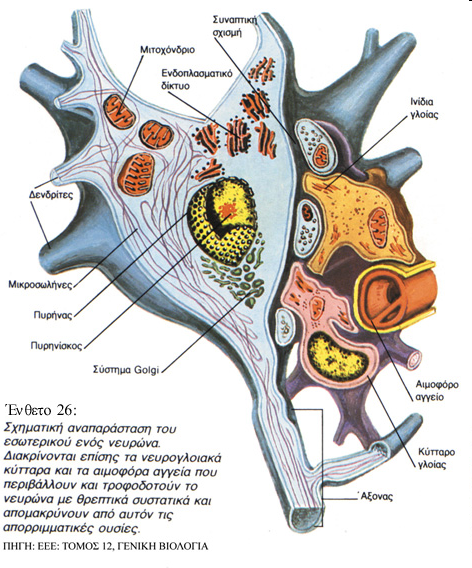 Συναπτική
σχισμή
Μιτοχόνδριο
Ενδοπλασματικό
δίκτυο
Ινίδια
γλοίας
Δενδρίτες
Μικροσωλήνες
Πυρήνας
Πυρηνίσκος
Σύστημα Golgi
Αιμοφόρο
αγγείο
Κύτταρο
γλοίας
Άξονας
Ένθετο 26:
Σχηματική αναπαράσταση του
εσωτερικού ενός νευρώνα.
Διακρίνονται επίσης τα νευρογλοιακά
κύτταρα και τα αιμοφόρα αγγεία που
περιβάλλουν και τροφοδοτούν το
νευρώνα με θρεπτικά συστατικά και
απομακρύνουν από αυτόν τις
απορριμματικές ουσίες.
ΠΗΓΗ: ΕΕΕ: ΤΟΜΟΣ 12, ΓΕΝΙΚΗ ΒΙΟΛΟΓΙΑ